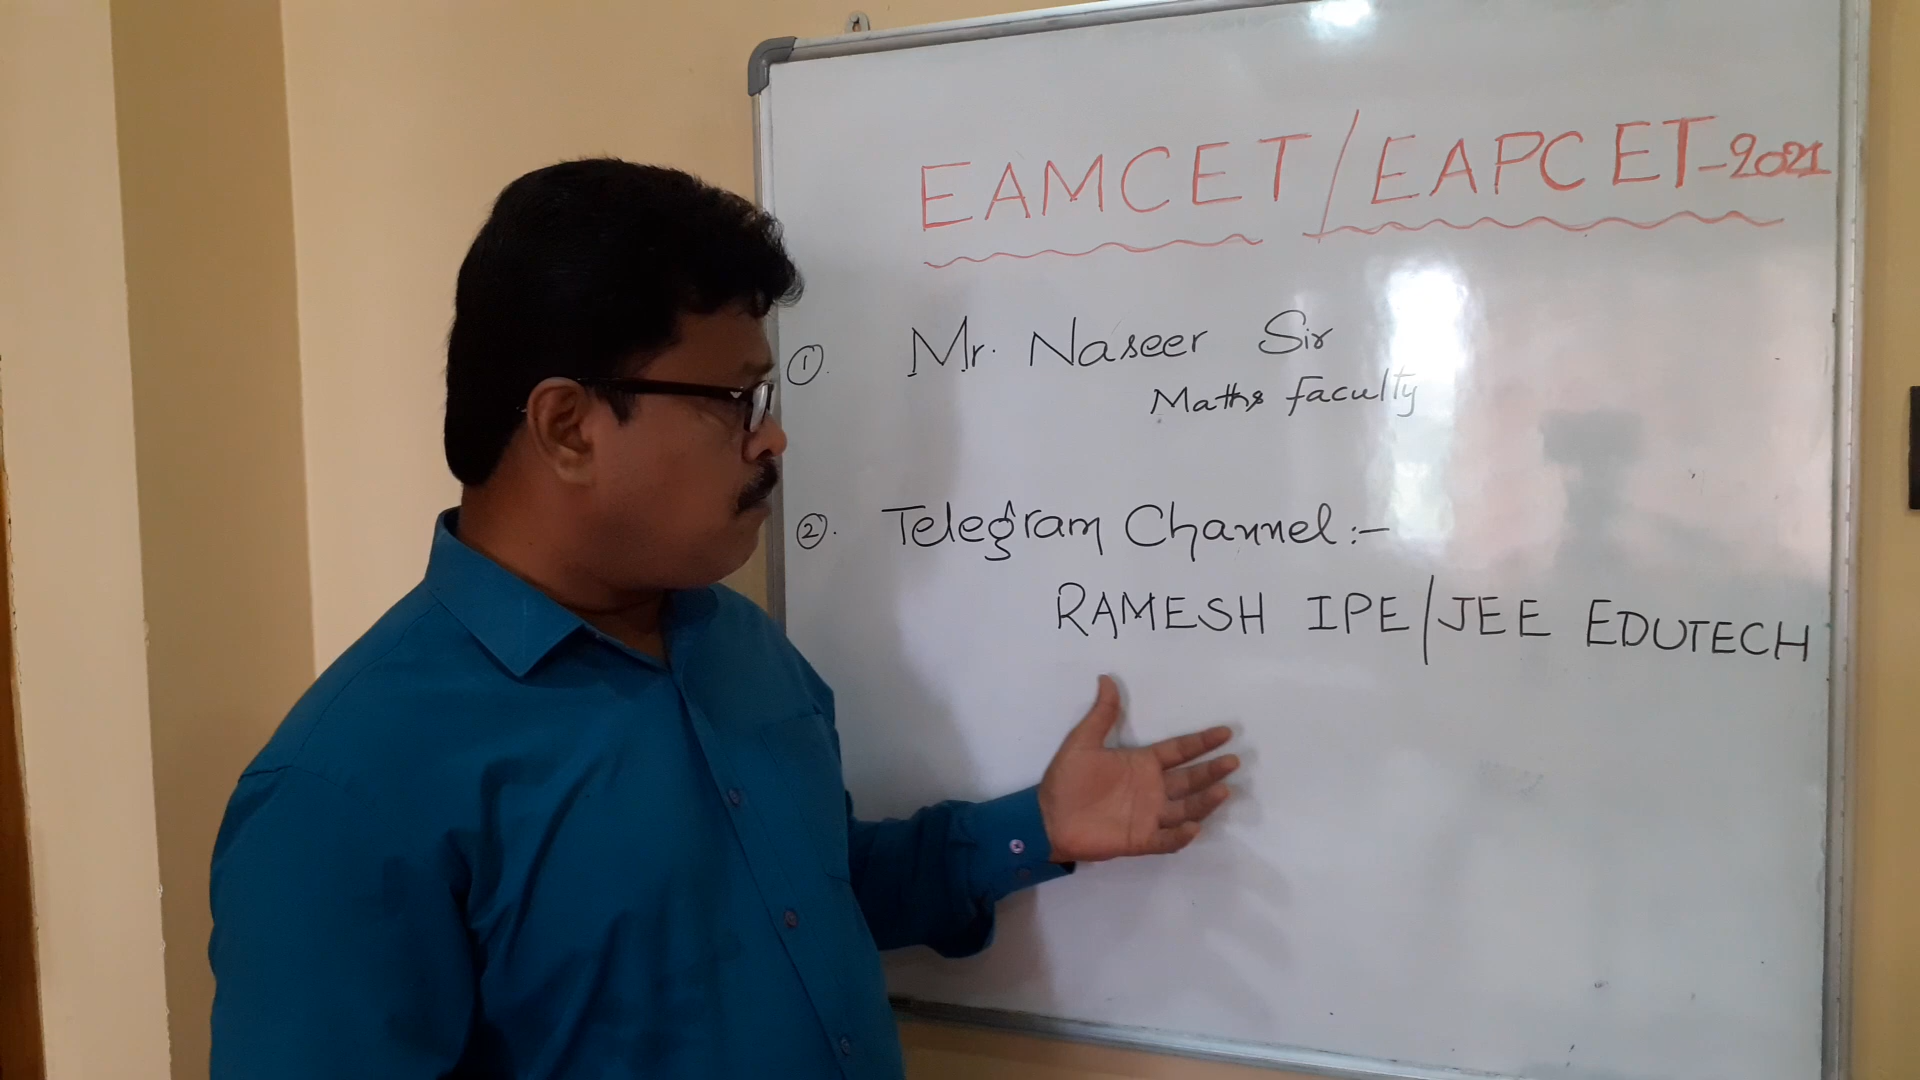 EAMCET/EAPCET-2021
①. Mr. Naseer Sir
Maths faculty
②. Telegram Channel:-
RAMESH IPE/JEE EDUTECH